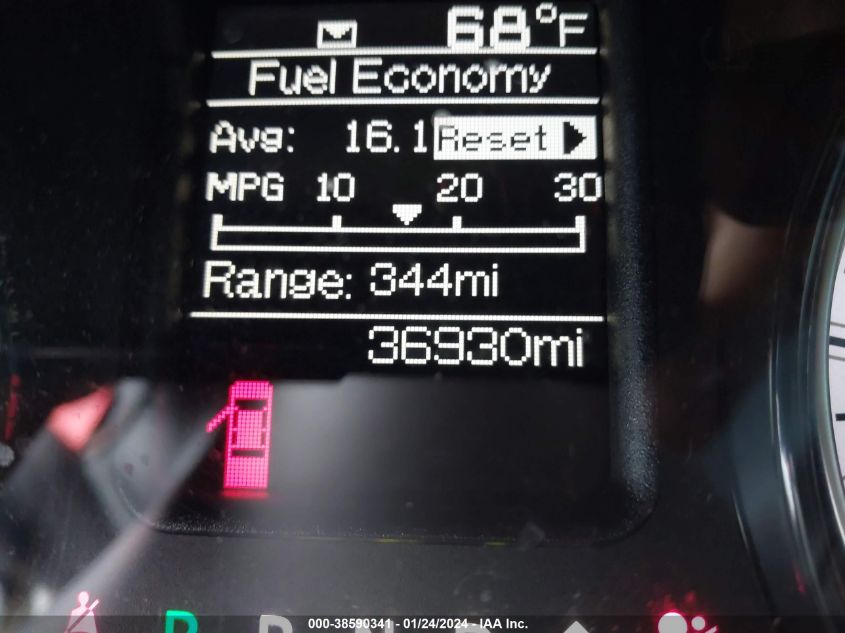 68°F
Fuel Economy
Avg: 16.1 Reset
MPG 10 20 30
Range: 344mi
36930mi
P R N D
000-38590341 - 01/24/2024 - IAA Inc.